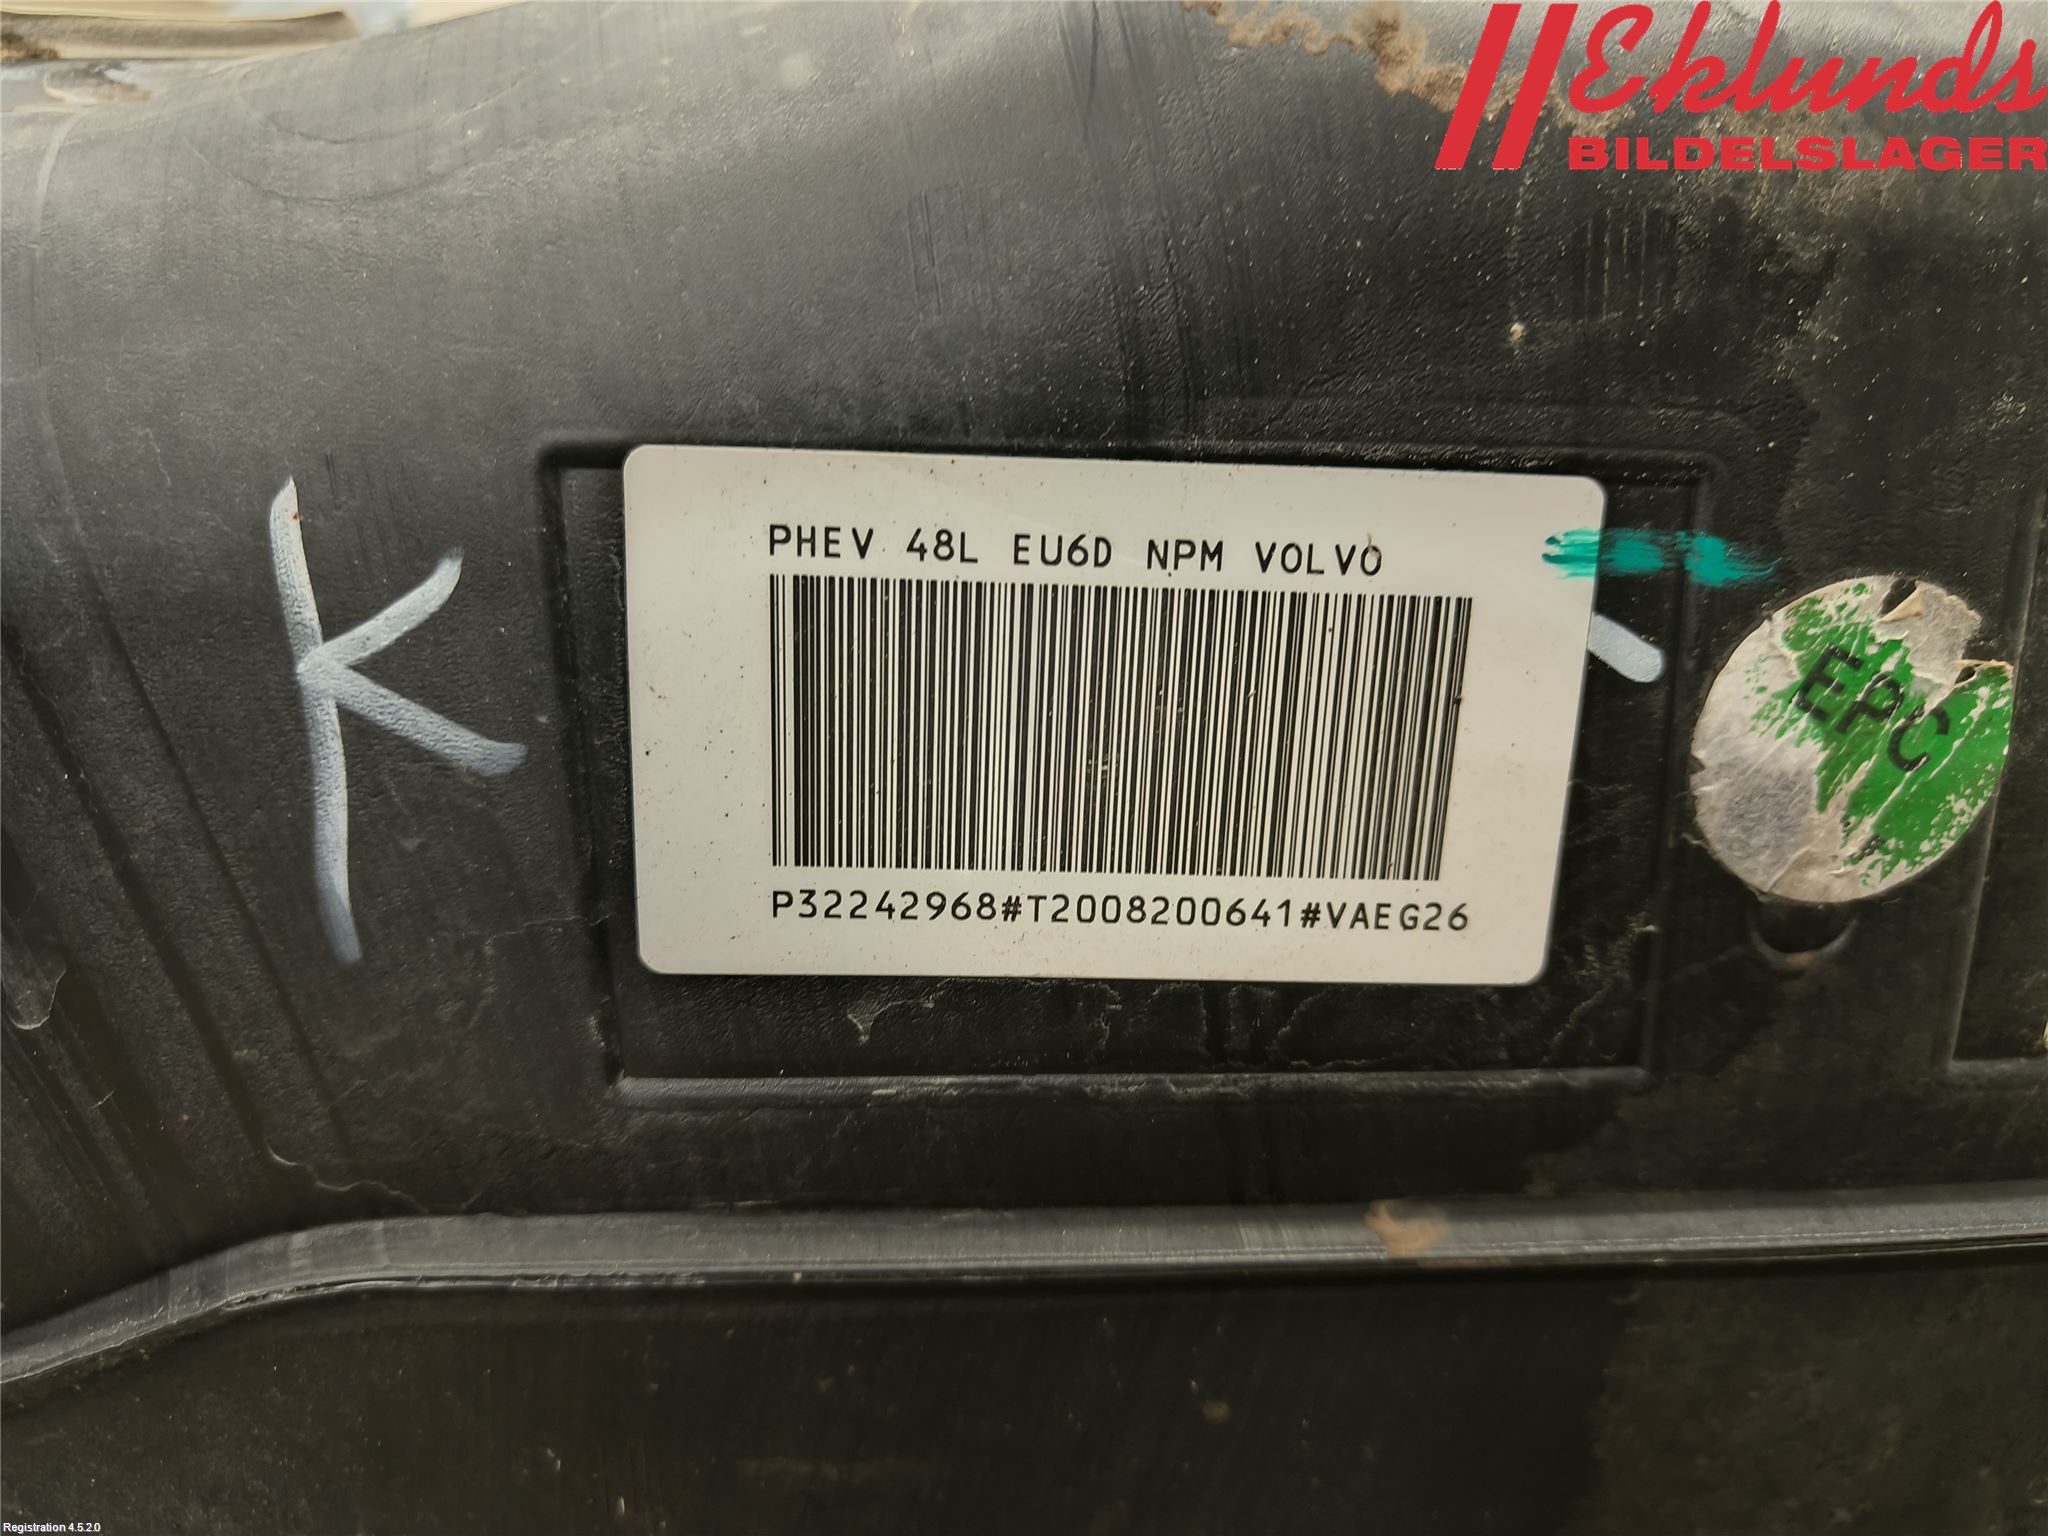 Eklunds
BILDELSLAGER
K
PHEV 48L EU6D NPM VOLVO
P32242968#T2008200641#VAEG26
EPC
Registration 4.5.2.0